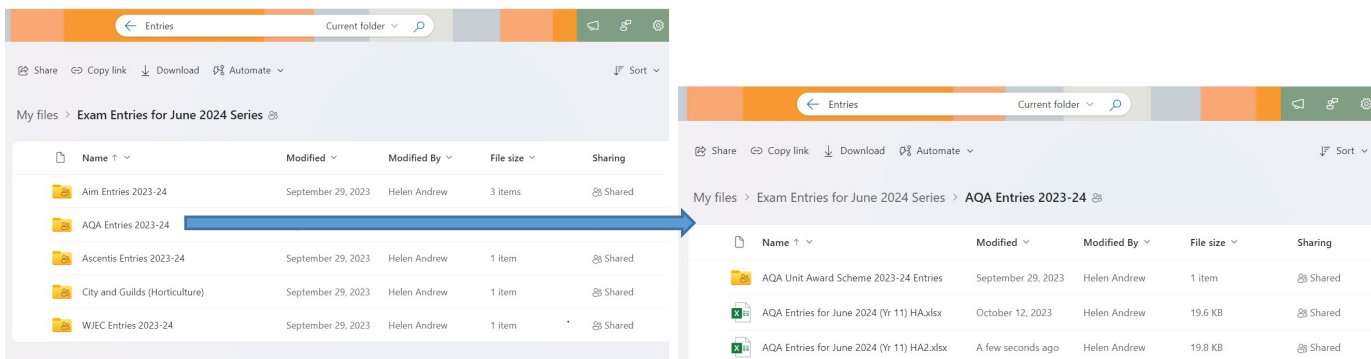 Entries Current folder
Share Copy link Download Automate Sort
My files > Exam Entries for June 2024 Series
Name Modified Modified By File size Sharing
Aim Entries 2023-24 September 29, 2023 Helen Andrew 3 items Shared
AQA Entries 2023-24
Ascentis Entries 2023-24 September 29, 2023 Helen Andrew 1 item Shared
City and Guilds (Horticulture) September 29, 2023 Helen Andrew 1 item Shared
WJEC Entries 2023-24 September 29, 2023 Helen Andrew 1 item Shared
Entries Current folder
Share Copy link Download Automate Sort
My files > Exam Entries for June 2024 Series > AQA Entries 2023-24
Name Modified Modified By File size Sharing
AQA Unit Award Scheme 2023-24 Entries September 29, 2023 Helen Andrew 1 item Shared
AQA Entries for June 2024 (Yr 11) HA.xlsx October 12, 2023 Helen Andrew 19.6 KB Shared
AQA Entries for June 2024 (Yr 11) HA2.xlsx A few seconds ago Helen Andrew 19.8 KB Shared